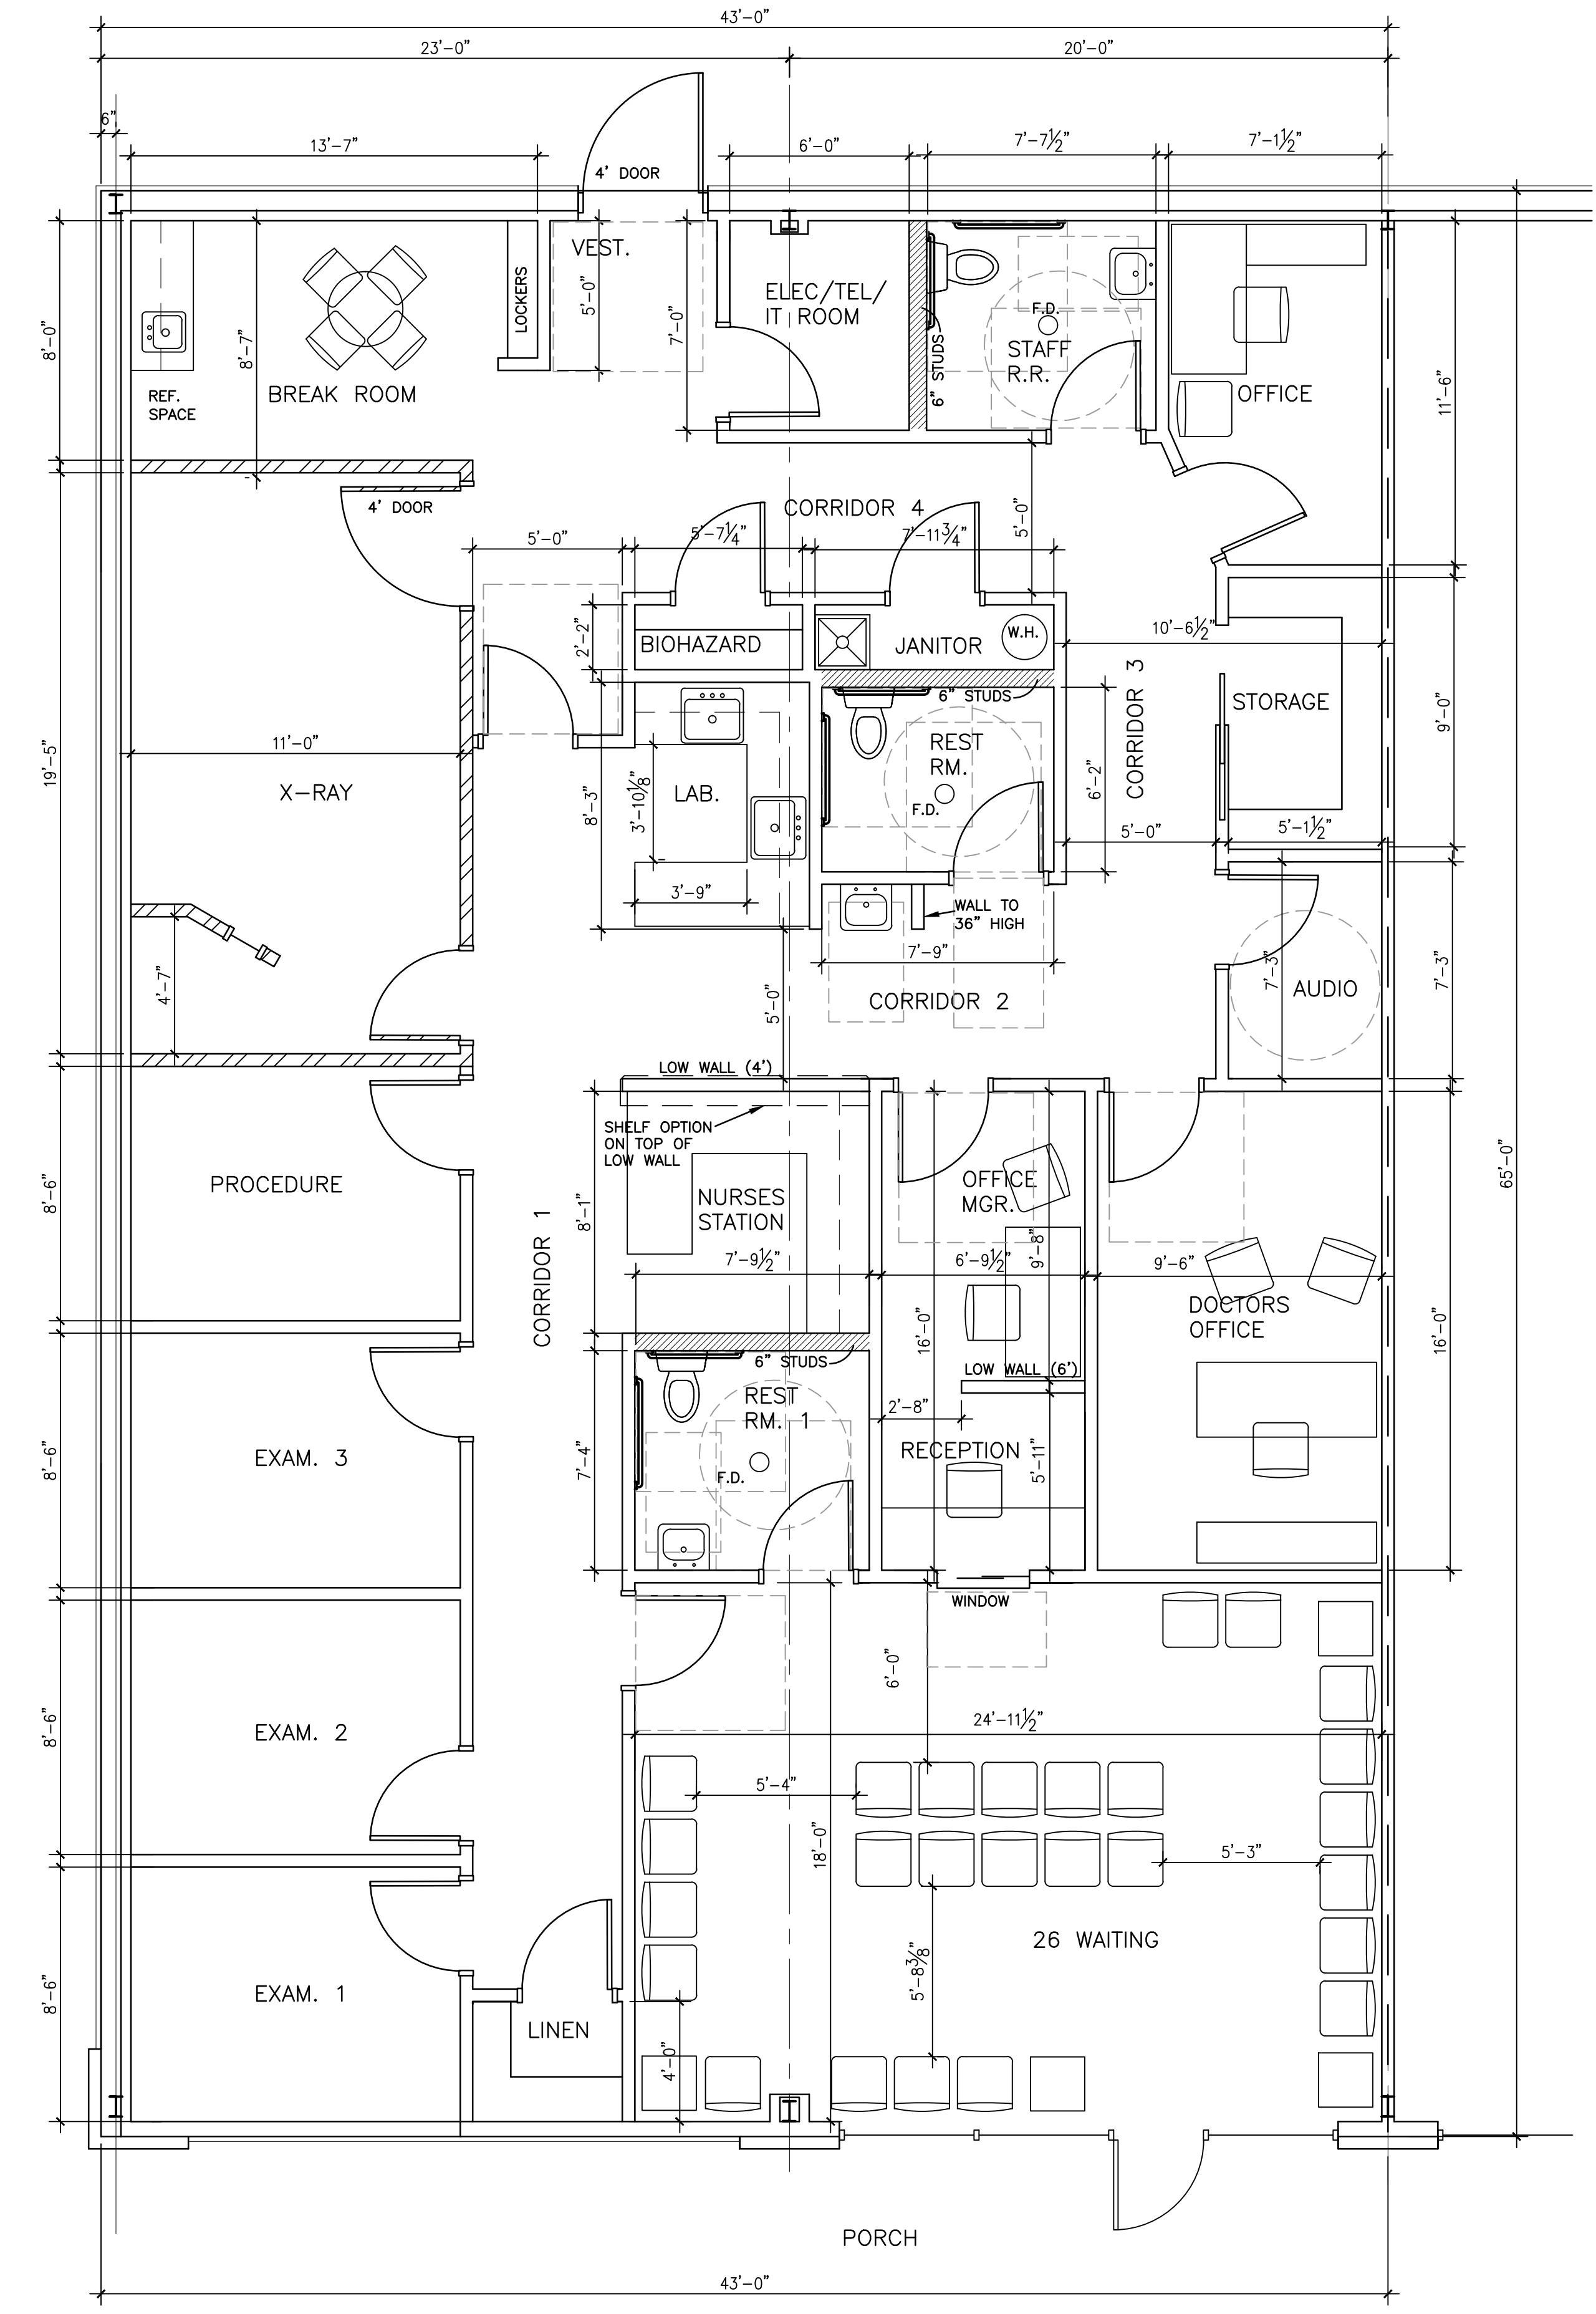 43'-0"
23'-0"
20'-0"
6"
13'-7"
6'-0"
7'-7½"
7'-1½"
4' DOOR
VEST.
LOCKERS
5'-0"
8'-0"
8'-7"
7'-0"
ELEC/TEL/
IT ROOM
6" STUDS
F.D.
STAFF
R.R.
OFFICE
11'-6"
REF.
SPACE
BREAK ROOM
4' DOOR
CORRIDOR 4
5'-0"
5'-0"
5'-7¼"
7'-11¾"
2'-2"
BIOHAZARD
JANITOR
W.H.
10'-6½"
CORRIDOR 3
6" STUDS
STORAGE
9'-0"
19'-5"
11'-0"
X-RAY
REST
RM.
F.D.
6'-2"
8'-3"
3'-10⅛"
LAB.
5'-0"
5'-1½"
3'-9"
WALL TO
36" HIGH
7'-9"
4'-7"
5'-0"
CORRIDOR 2
7'-3"
AUDIO
7'-3"
LOW WALL (4')
SHELF OPTION
ON TOP OF
LOW WALL
65'-0"
8'-6"
PROCEDURE
CORRIDOR 1
8'-1"
NURSES
STATION
OFFICE
MGR.
7'-9½"
6'-9½"
9'-8"
9'-6"
DOCTORS
OFFICE
16'-0"
16'-0"
6" STUDS
LOW WALL (6')
8'-6"
EXAM. 3
7'-4"
REST
RM. 1
F.D.
2'-8"
RECEPTION
5'-11"
WINDOW
6'-0"
8'-6"
EXAM. 2
24'-11½"
5'-4"
18'-0"
5'-3"
26 WAITING
5'-8⅜"
8'-6"
EXAM. 1
LINEN
4'-0"
PORCH
43'-0"